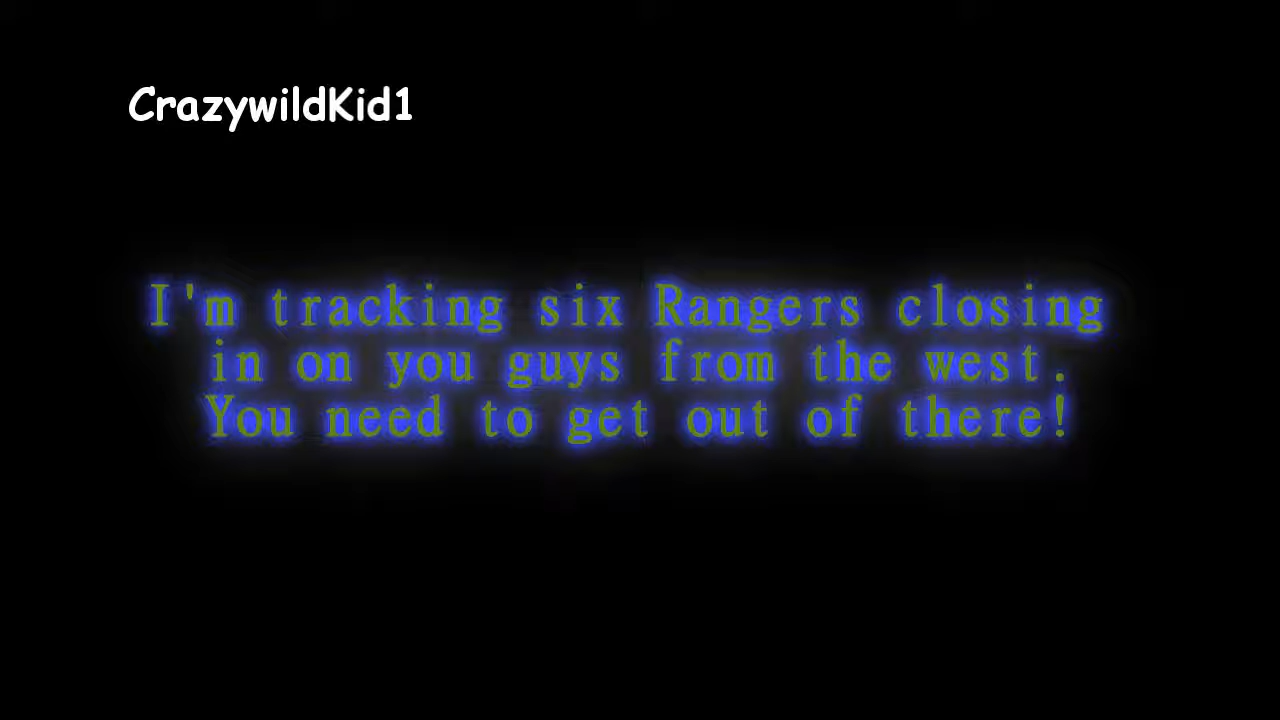 CrazywildKid1
I'm tracking six Rangers closing
in on you guys from the west.
You need to get out of there!